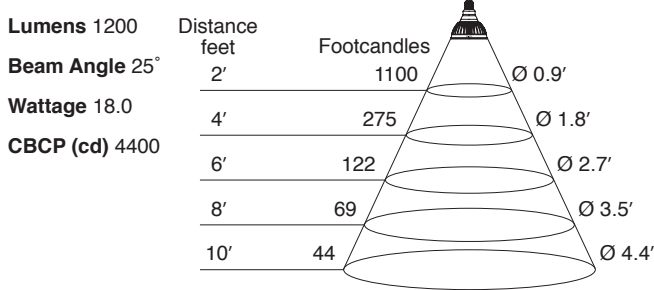 Lumens 1200
Beam Angle 25°
Wattage 18.0
CBCP (cd) 4400
Distance
feet
Footcandles
2′ 1100 Ø 0.9′
4′ 275 Ø 1.8′
6′ 122 Ø 2.7′
8′ 69 Ø 3.5′
10′ 44 Ø 4.4′